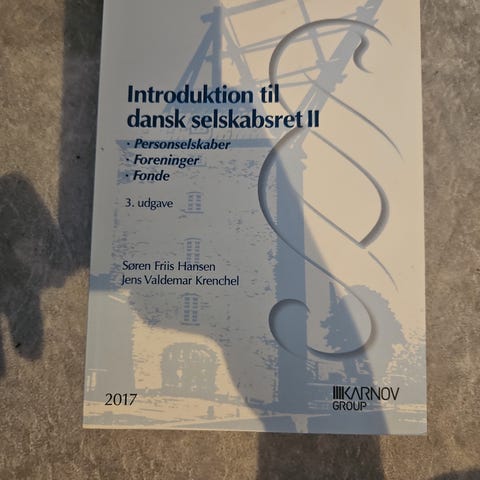 Introduktion til
dansk selskabsret II
· Personselskaber
· Foreninger
· Fonde
3. udgave
Søren Friis Hansen
Jens Valdemar Krenchel
2017
KARNOV
GROUP